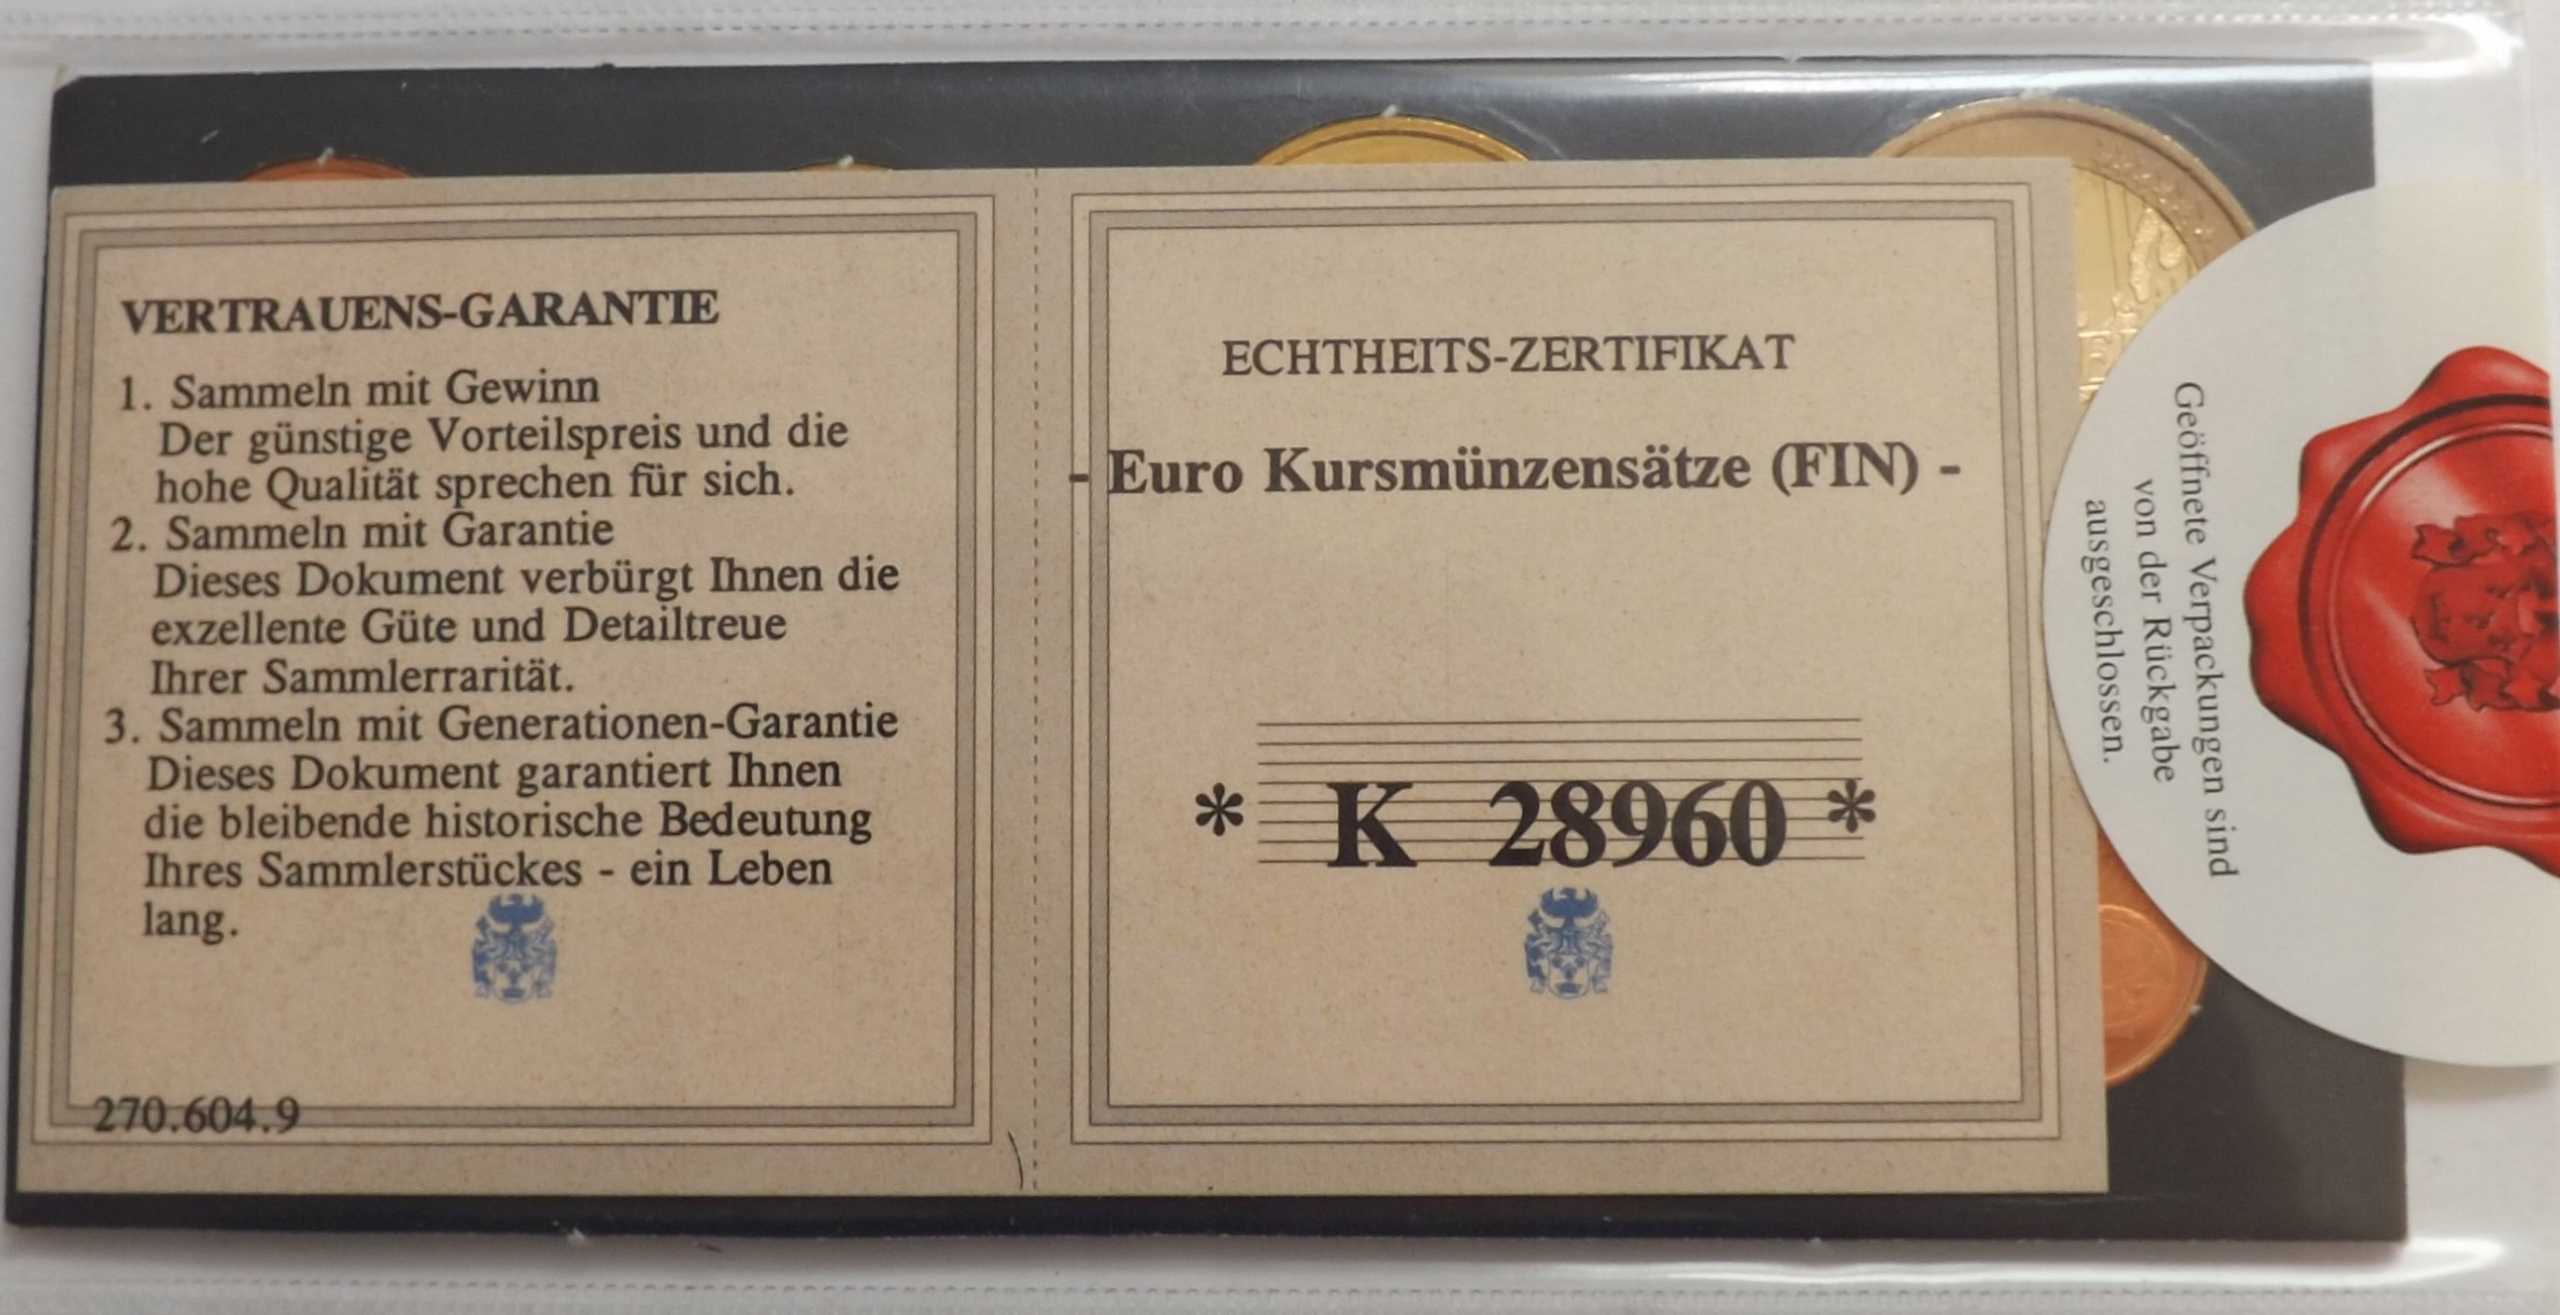 VERTRAUENS-GARANTIE
1. Sammeln mit Gewinn
Der günstige Vorteilspreis und die
hohe Qualität sprechen für sich.
2. Sammeln mit Garantie
Dieses Dokument verbürgt Ihnen die
exzellente Güte und Detailtreue
Ihrer Sammlerrarität.
3. Sammeln mit Generationen-Garantie
Dieses Dokument garantiert Ihnen
die bleibende historische Bedeutung
Ihres Sammlerstückes - ein Leben
lang.
270.604.9
ECHTHEITS-ZERTIFIKAT
- Euro Kursmünzensätze (FIN) -
* K 28960 *
Geöffnete Verpackungen sind
von der Rückgabe
ausgeschlossen.